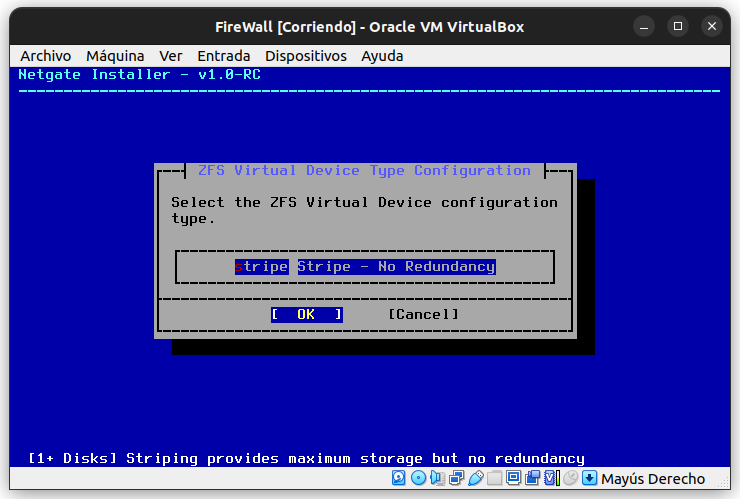 FireWall [Corriendo] - Oracle VM VirtualBox
Archivo Máquina Ver Entrada Dispositivos Ayuda
Netgate Installer - v1.0-RC
ZFS Virtual Device Type Configuration
Select the ZFS Virtual Device configuration
type.
stripe Stripe - No Redundancy
[ OK ] [Cancel]
[1+ Disks] Striping provides maximum storage but no redundancy
Mayús Derecho